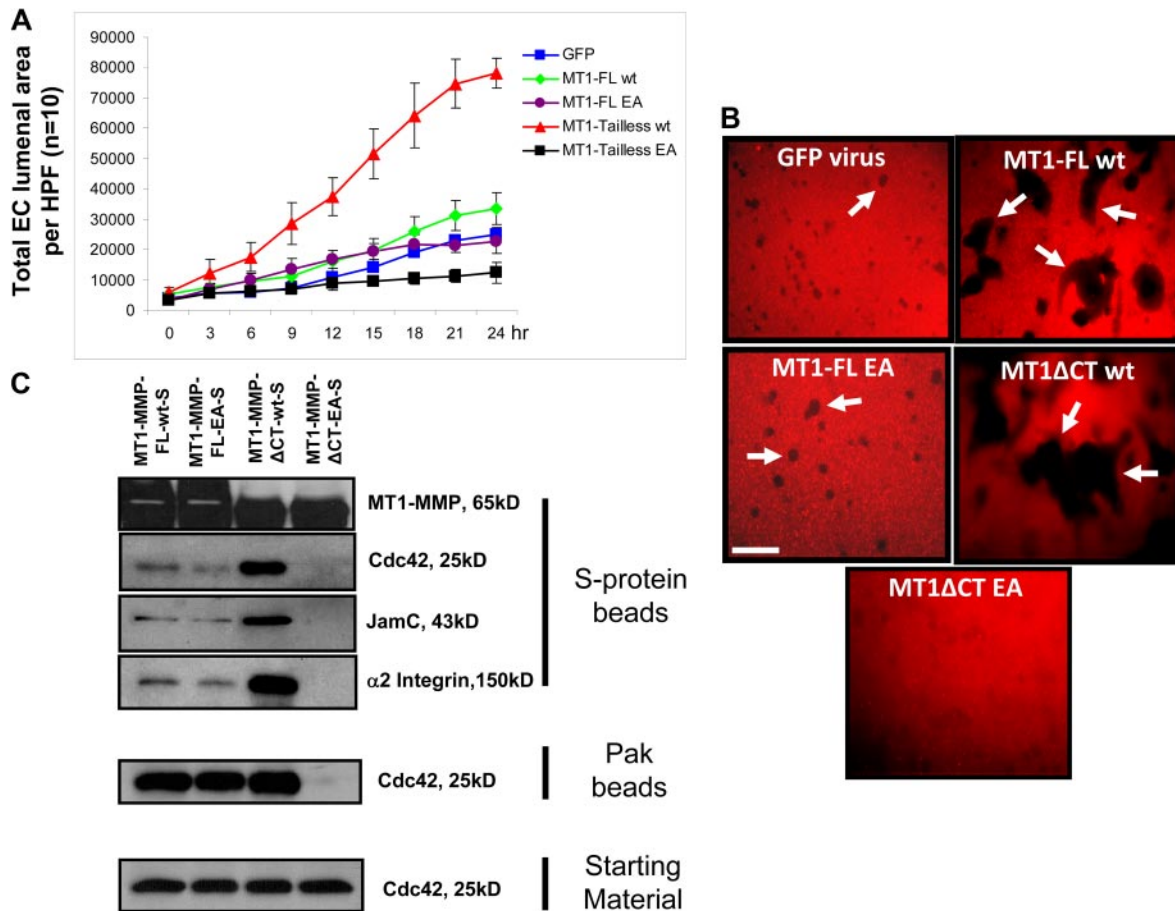 A
Total EC lumenal area
per HPF (n=10)
90000
80000
70000
60000
50000
40000
30000
20000
10000
0
0 3 6 9 12 15 18 21 24 hr
GFP
MT1-FL wt
MT1-FL EA
MT1-Tailless wt
MT1-Tailless EA
B
GFP virus
MT1-FL wt
MT1-FL EA
MT1ΔCT wt
MT1ΔCT EA
C
MT1-MMP-
FL-wt-S
MT1-MMP-
FL-EA-S
MT1-MMP-
ΔCT-wt-S
MT1-MMP-
ΔCT-EA-S
MT1-MMP, 65kD
Cdc42, 25kD
JamC, 43kD
α2 Integrin,150kD
S-protein
beads
Cdc42, 25kD
Pak
beads
Cdc42, 25kD
Starting
Material